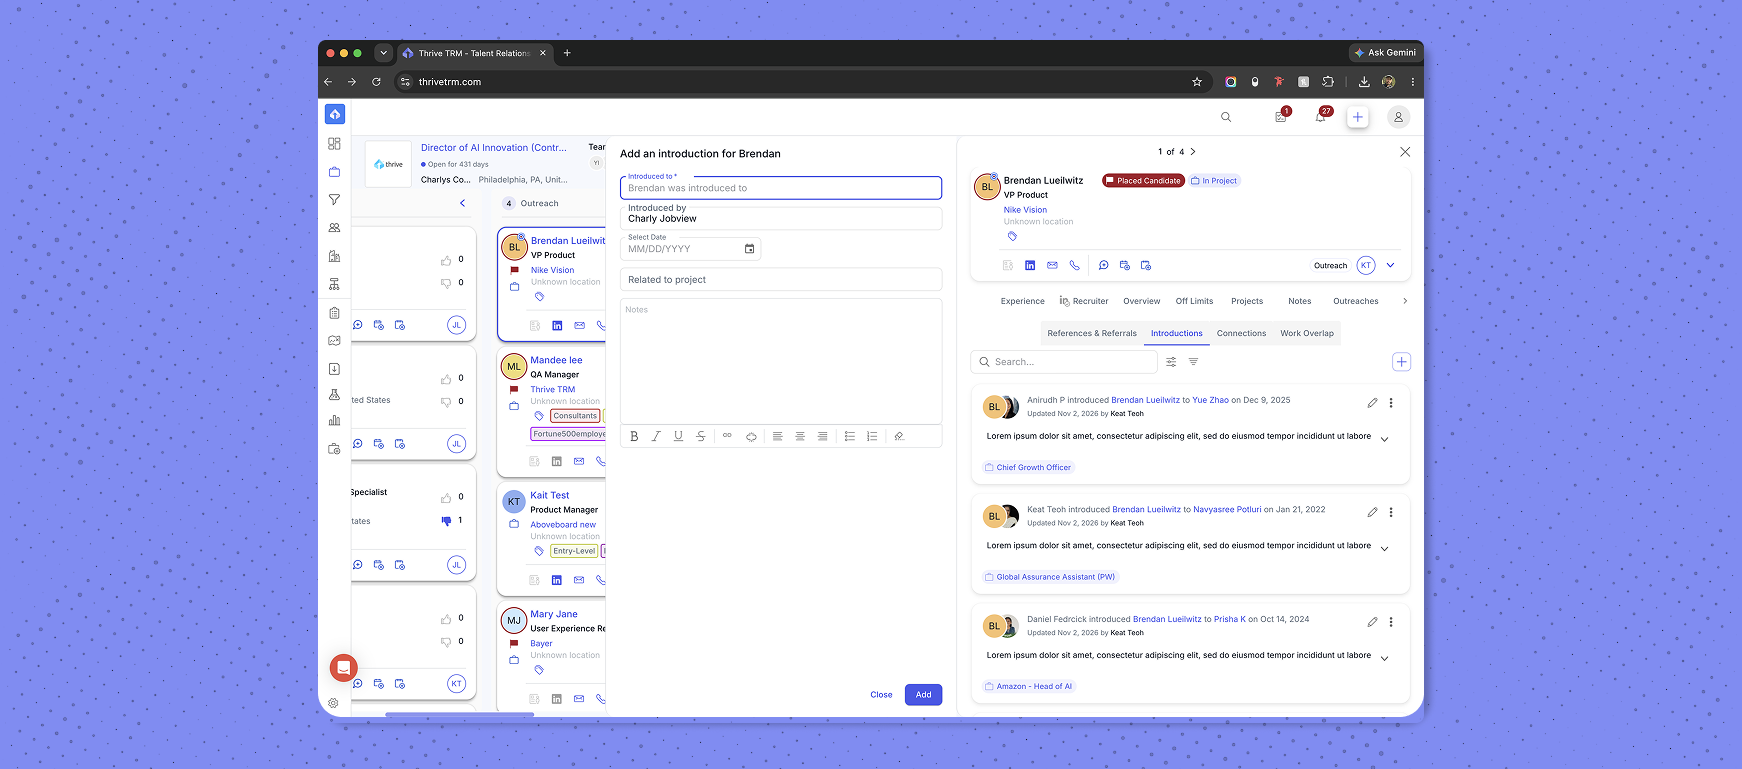 Thrive TRM - Talent Relations
Ask Gemini
thrivetrm.com
1
27
thrive
Director of AI Innovation (Contr...
Open for 431 days
Charlys Co...
Philadelphia, PA, Unit...
Team
YI
4 Outreach
0
0
JL
0
ted States
0
JL
Specialist
0
tates
1
JL
0
0
KT
BL
Brendan Lueilwit
VP Product
Nike Vision
Unknown location
ML
Mandee lee
QA Manager
Thrive TRM
Unknown location
Consultants
Fortune500employe
KT
Kait Test
Product Manager
Aboveboard new
Unknown location
Entry-Level
MJ
Mary Jane
User Experience Re
Bayer
Unknown location
Add an introduction for Brendan
Introduced to *
Brendan was introduced to
Introduced by
Charly Jobview
Select Date
MM/DD/YYYY
Related to project
Notes
B I U S
Close
Add
1 of 4
BL
Brendan Lueilwitz
Placed Candidate
In Project
VP Product
Nike Vision
Unknown location
Outreach
KT
Experience
Recruiter
Overview
Off Limits
Projects
Notes
Outreaches
References & Referrals
Introductions
Connections
Work Overlap
Search...
BL
Anirudh P introduced Brendan Lueilwitz to Yue Zhao on Dec 9, 2025
Updated Nov 2, 2026 by Keat Teoh
Lorem ipsum dolor sit amet, consectetur adipiscing elit, sed do eiusmod tempor incididunt ut labore
Chief Growth Officer
BL
Keat Teoh introduced Brendan Lueilwitz to Navyasree Potluri on Jan 21, 2022
Updated Nov 2, 2026 by Keat Teoh
Lorem ipsum dolor sit amet, consectetur adipiscing elit, sed do eiusmod tempor incididunt ut labore
Global Assurance Assistant (PW)
BL
Daniel Fedrcick introduced Brendan Lueilwitz to Prisha K on Oct 14, 2024
Updated Nov 2, 2026 by Keat Teoh
Lorem ipsum dolor sit amet, consectetur adipiscing elit, sed do eiusmod tempor incididunt ut labore
Amazon - Head of AI